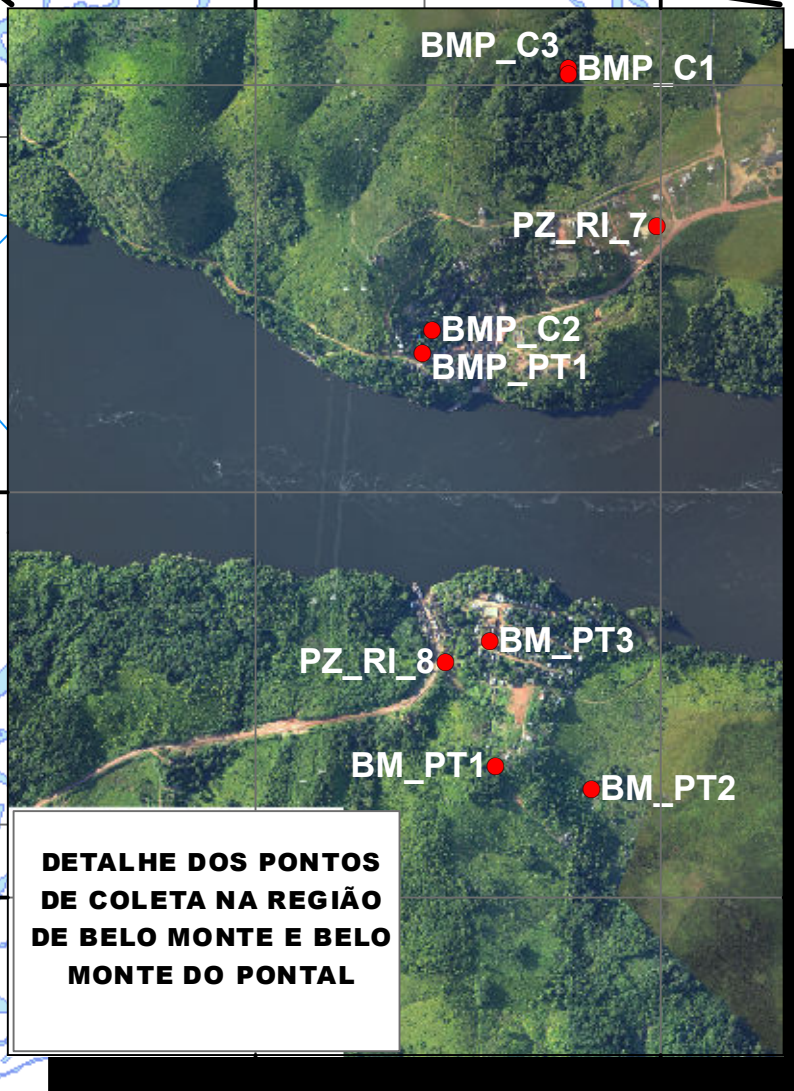 BMP_C3
BMP_C1
PZ_RI_7
BMP_C2
BMP_PT1
BM_PT3
PZ_RI_8
BM_PT1
BM_PT2
DETALHE DOS PONTOS
DE COLETA NA REGIÃO
DE BELO MONTE E BELO
MONTE DO PONTAL